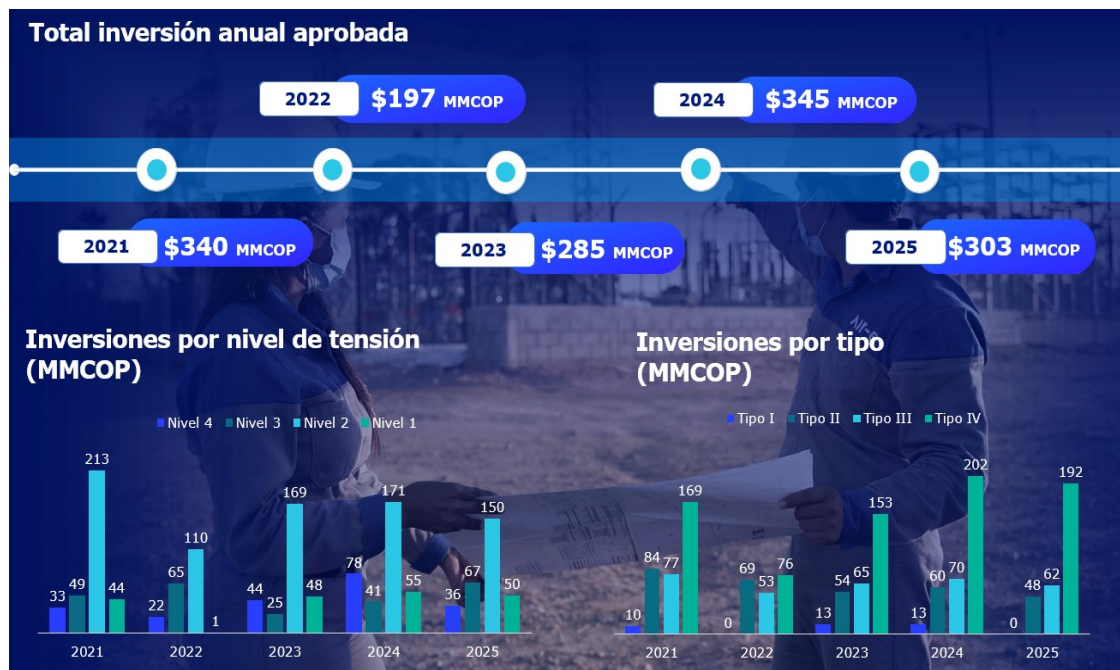 Total inversión anual aprobada
2022 $197 MMCOP
2024 $345 MMCOP
2021 $340 MMCOP
2023 $285 MMCOP
2025 $303 MMCOP
Inversiones por nivel de tensión
(MMCOP)
Nivel 4 Nivel 3 Nivel 2 Nivel 1
33 49 213 44
22 65 110 1
44 25 169 48
78 41 171 55
36 67 150 50
2021 2022 2023 2024 2025
Inversiones por tipo
(MMCOP)
Tipo I Tipo II Tipo III Tipo IV
10 84 77 169
0 69 53 76
13 54 65 153
13 60 70 202
0 48 62 192
2021 2022 2023 2024 2025